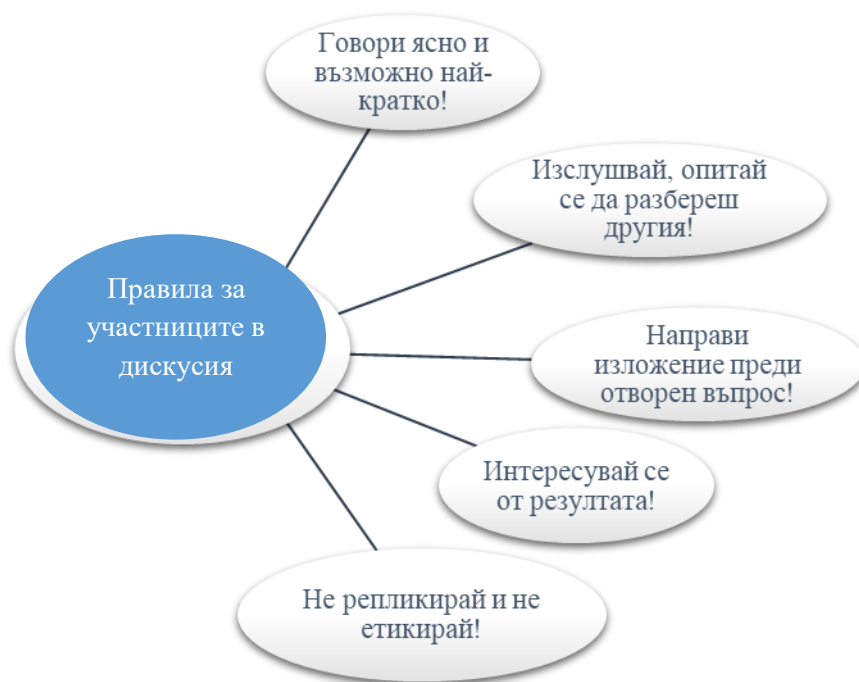 Говори ясно и
възможно най-
кратко!
Изслушвай, опитай
се да разбереш
другия!
Правила за
участниците в
дискусия
Направи
изложение преди
отворен въпрос!
Интересувай се
от резултата!
Не репликирай и не
етикирай!